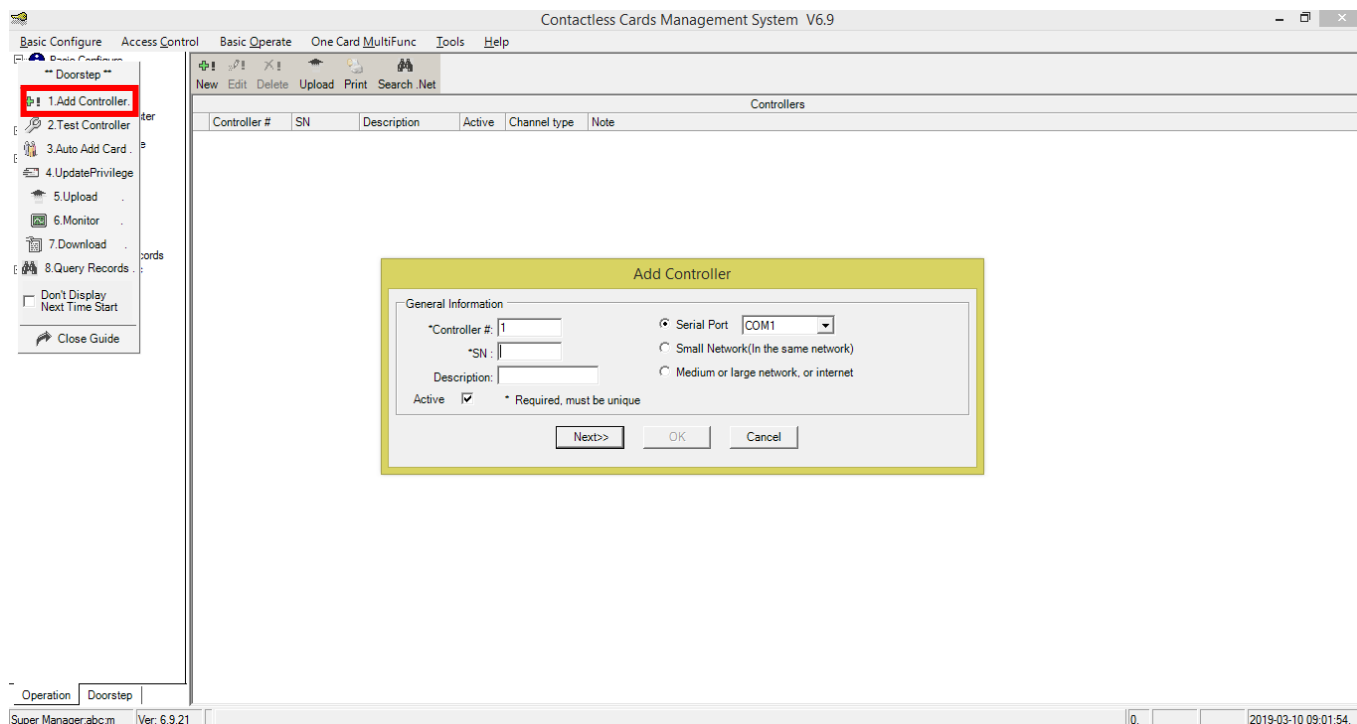 Contactless Cards Management System V6.9
Basic Configure Access Control Basic Operate One Card MultiFunc Tools Help
** Doorstep **
1.Add Controller.
2.Test Controller
3.Auto Add Card .
4.UpdatePrivilege
5.Upload .
6.Monitor .
7.Download .
8.Query Records .
Don't Display
Next Time Start
Close Guide
New Edit Delete Upload Print Search .Net
Controllers
Controller # SN Description Active Channel type Note
Add Controller
General Information
*Controller #: 1
*SN :
Description:
Active * Required, must be unique
Serial Port COM1
Small Network(In the same network)
Medium or large network, or internet
Next>> OK Cancel
Operation Doorstep
Super Manager:abc:m Ver: 6.9.21 0. 2019-03-10 09:01:54.